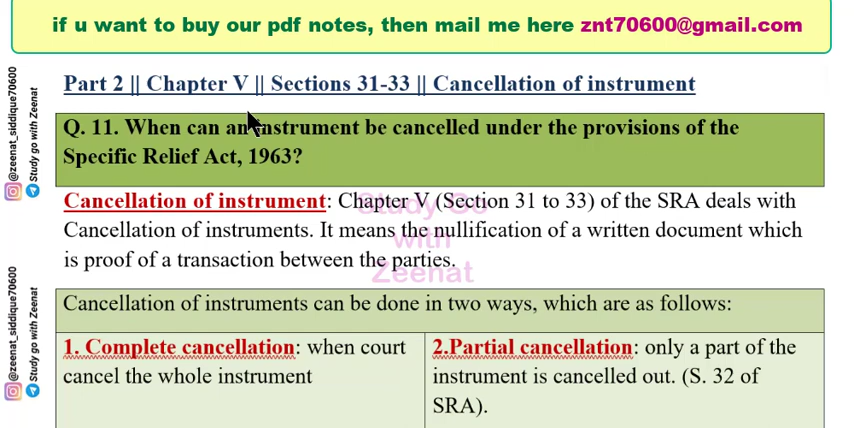 if u want to buy our pdf notes, then mail me here znt70600@gmail.com
Part 2 || Chapter V || Sections 31-33 || Cancellation of instrument
Q. 11. When can an instrument be cancelled under the provisions of the
Specific Relief Act, 1963?
Cancellation of instrument: Chapter V (Section 31 to 33) of the SRA deals with
Cancellation of instruments. It means the nullification of a written document which
is proof of a transaction between the parties.
Study Go
with
Zeenat
Cancellation of instruments can be done in two ways, which are as follows:
1. Complete cancellation: when court
cancel the whole instrument
2.Partial cancellation: only a part of the
instrument is cancelled out. (S. 32 of
SRA).
@zeenat_siddique70600
Study go with Zeenat
@zeenat_siddique70600
Study go with Zeenat